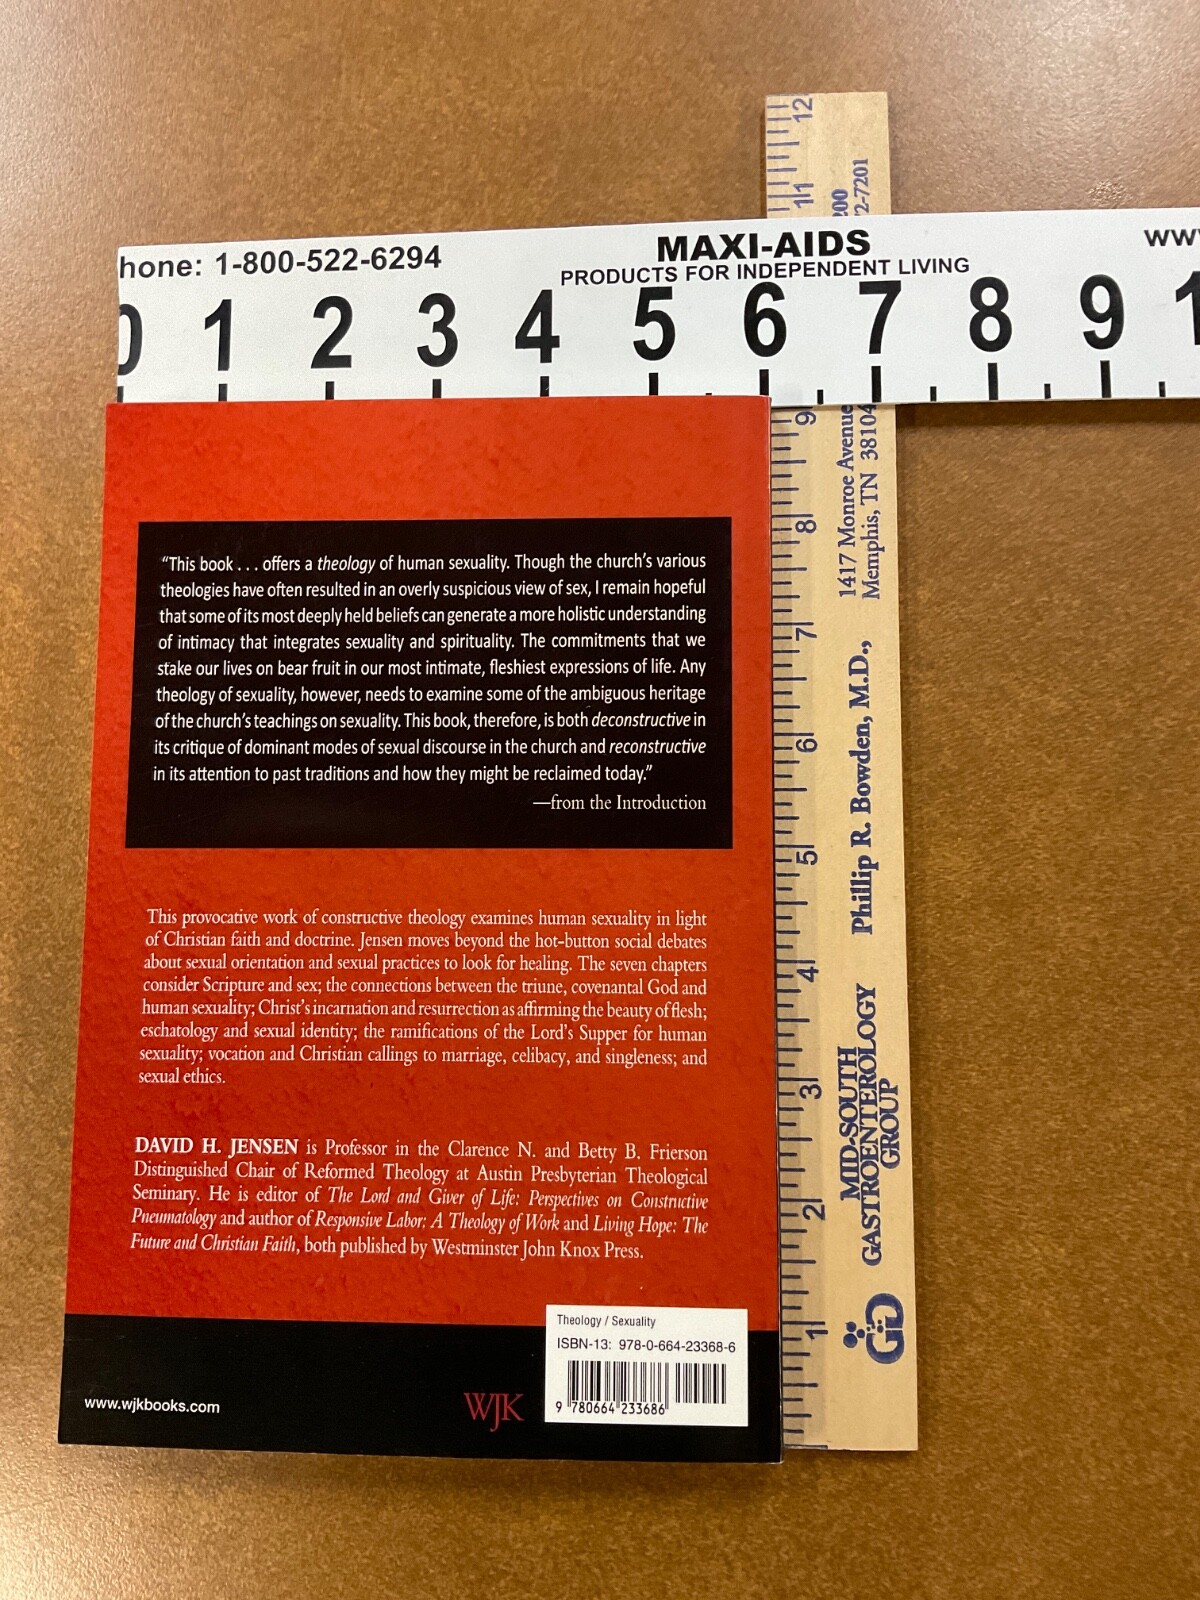 hone: 1-800-522-6294
MAXI-AIDS
PRODUCTS FOR INDEPENDENT LIVING
0 1 2 3 4 5 6 7 8 9 1
“This book . . . offers a theology of human sexuality. Though the church’s various
theologies have often resulted in an overly suspicious view of sex, I remain hopeful
that some of its most deeply held beliefs can generate a more holistic understanding
of intimacy that integrates sexuality and spirituality. The commitments that we
stake our lives on bear fruit in our most intimate, fleshiest expressions of life. Any
theology of sexuality, however, needs to examine some of the ambiguous heritage
of the church’s teachings on sexuality. This book, therefore, is both deconstructive in
its critique of dominant modes of sexual discourse in the church and reconstructive
in its attention to past traditions and how they might be reclaimed today.”
—from the Introduction
This provocative work of constructive theology examines human sexuality in light
of Christian faith and doctrine. Jensen moves beyond the hot-button social debates
about sexual orientation and sexual practices to look for healing. The seven chapters
consider Scripture and sex; the connections between the triune, covenantal God and
human sexuality; Christ’s incarnation and resurrection as affirming the beauty of flesh;
eschatology and sexual identity; the ramifications of the Lord’s Supper for human
sexuality; vocation and Christian callings to marriage, celibacy, and singleness; and
sexual ethics.
DAVID H. JENSEN is Professor in the Clarence N. and Betty B. Frierson
Distinguished Chair of Reformed Theology at Austin Presbyterian Theological
Seminary. He is editor of The Lord and Giver of Life: Perspectives on Constructive
Pneumatology and author of Responsive Labor: A Theology of Work and Living Hope: The
Future and Christian Faith, both published by Westminster John Knox Press.
www.wjkbooks.com
WJK
Theology / Sexuality
ISBN-13: 978-0-664-23368-6
9 780664 233686
1 2 3 4 5 6 7 8 9 11 12
MID-SOUTH
GASTROENTEROLOGY
GROUP
Phillip R. Bowden, M.D.,
1417 Monroe Avenue
Memphis, TN 38104
200
2-7201